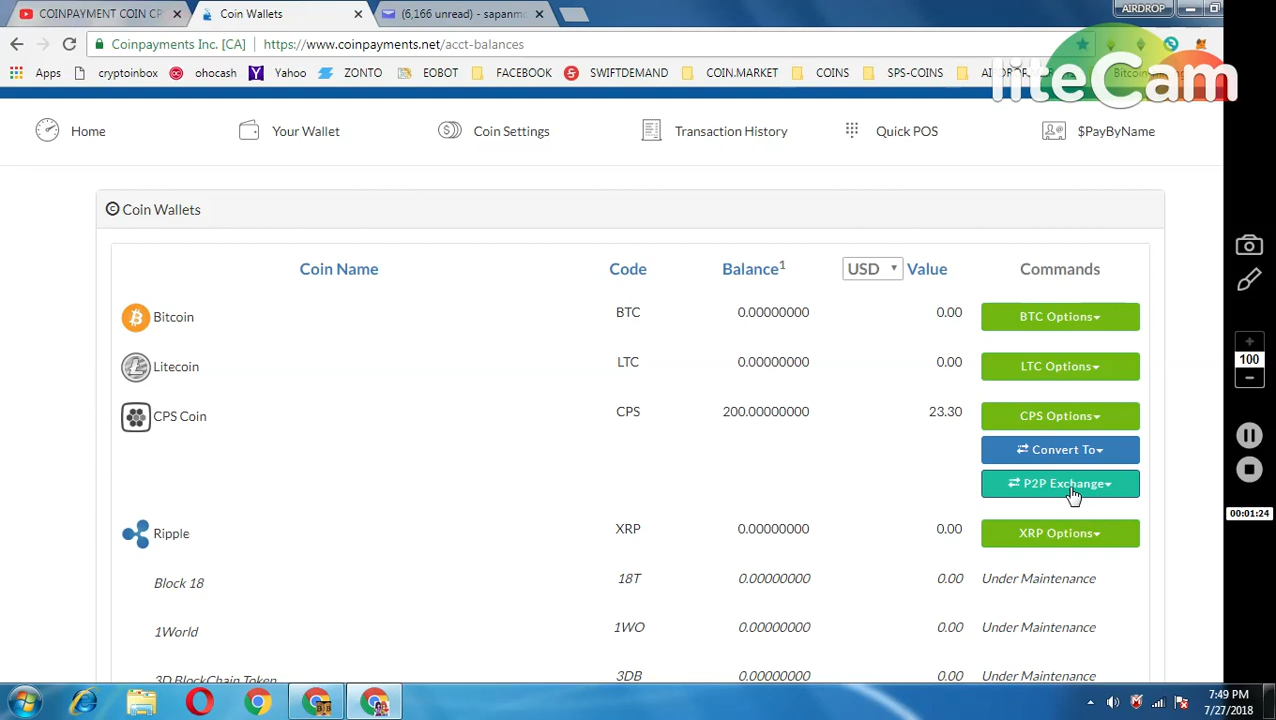 COINPAYMENT COIN CP
Coin Wallets
(6,166 unread) - sapanm
AIRDROP
Coinpayments Inc. [CA]
https://www.coinpayments.net/acct-balances
Apps
cryptoinbox
ohocash
Yahoo
ZONTO
EOBOT
FACEBOOK
SWIFTDEMAND
COIN.MARKET
COINS
SPS-COINS
liteCam
Home
Your Wallet
Coin Settings
Transaction History
Quick POS
$PayByName
Coin Wallets
Coin Name Code Balance1 USD Value Commands
Bitcoin BTC 0.00000000 0.00 BTC Options
Litecoin LTC 0.00000000 0.00 LTC Options
CPS Coin CPS 200.00000000 23.30 CPS Options
Convert To
P2P Exchange
Ripple XRP 0.00000000 0.00 XRP Options
Block 18 18T 0.00000000 0.00 Under Maintenance
1World 1WO 0.00000000 0.00 Under Maintenance
3D BlockChain Token 3DB 0.00000000 0.00 Under Maintenance
100
00:01:24
7:49 PM
7/27/2018